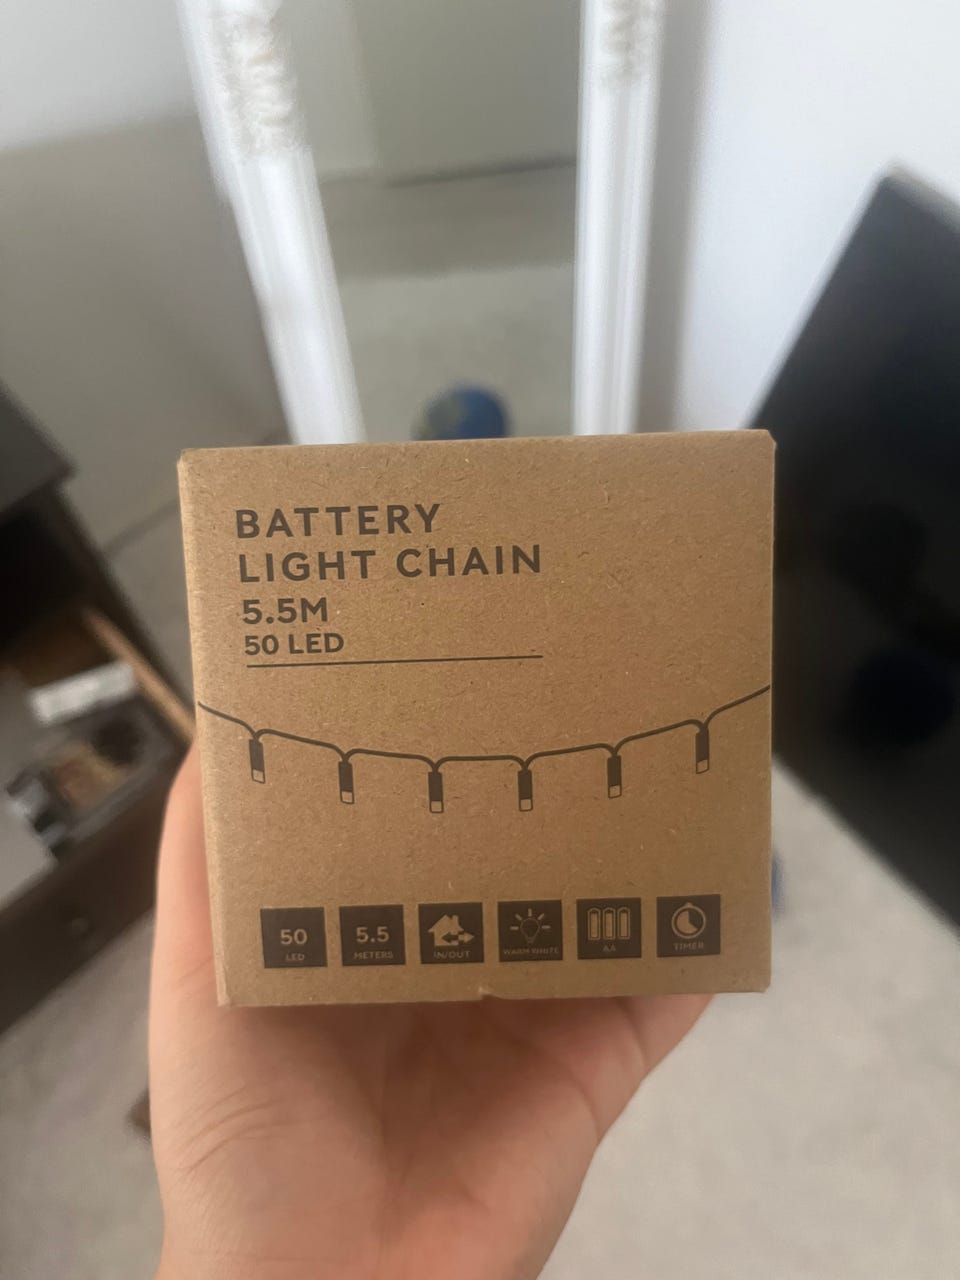 BATTERY
LIGHT CHAIN
5.5M
50 LED
50
LED
5.5
METERS
IN/OUT
WARM WHITE
AA
TIMER